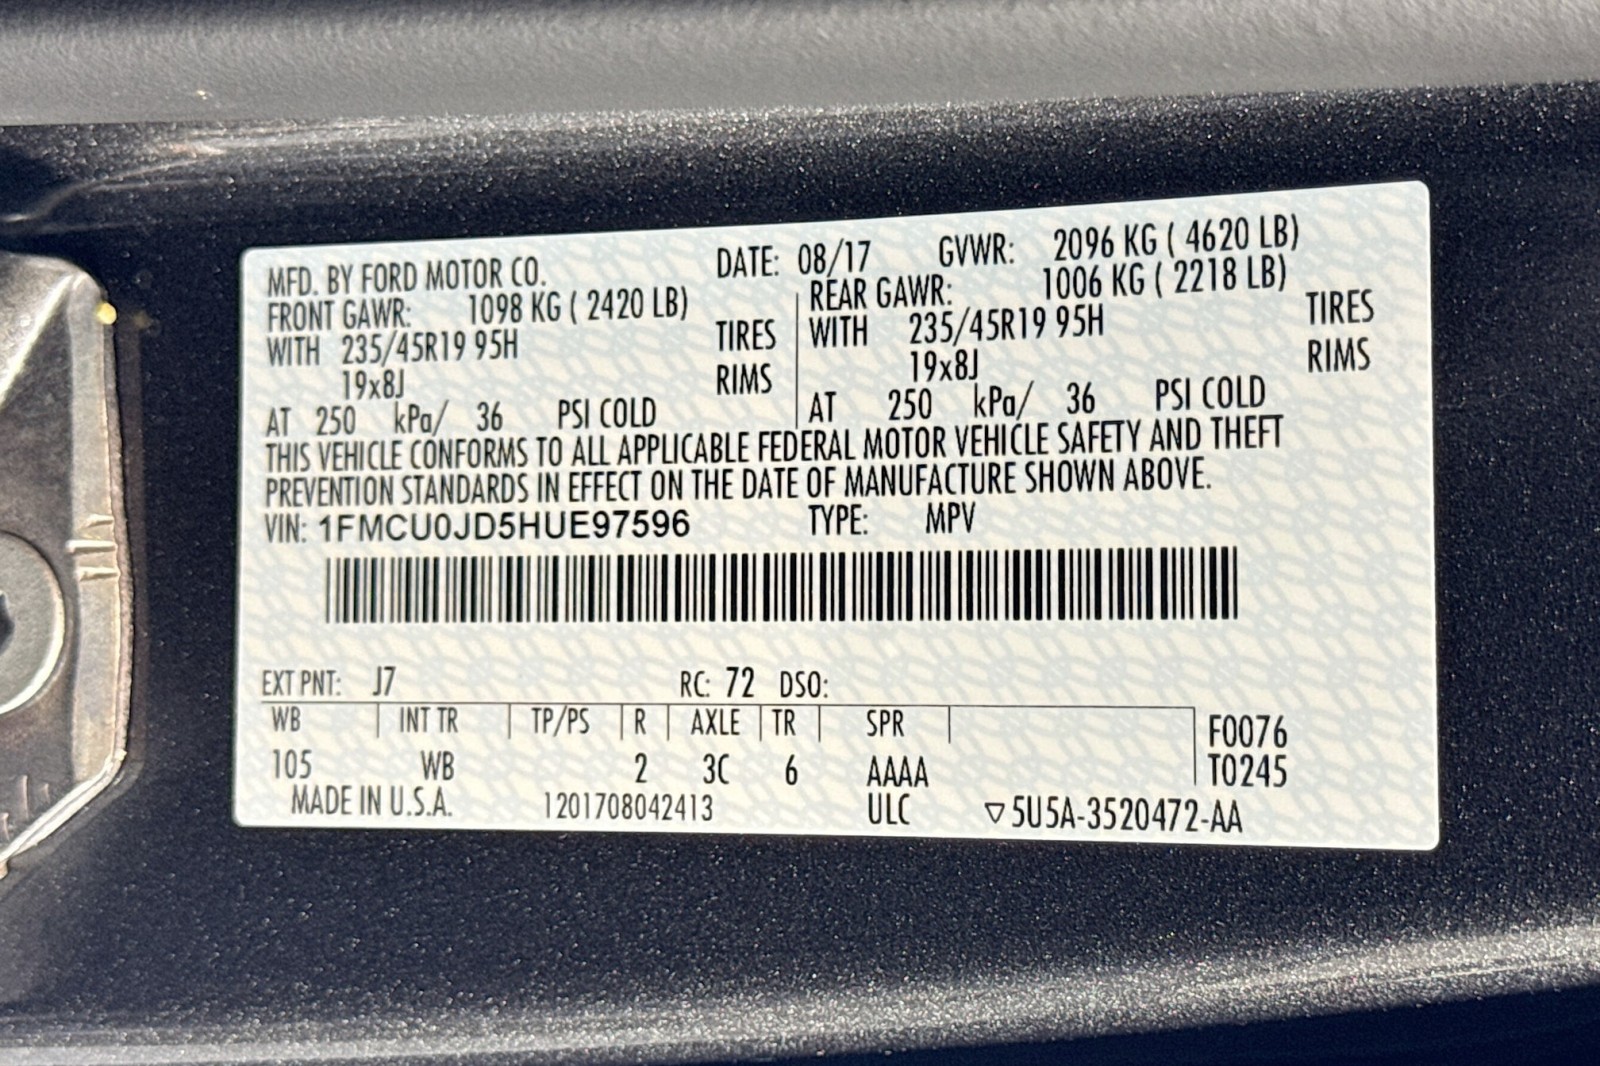 MFD. BY FORD MOTOR CO. DATE: 08/17 GVWR: 2096 KG ( 4620 LB)
FRONT GAWR: 1098 KG ( 2420 LB) REAR GAWR: 1006 KG ( 2218 LB)
WITH 235/45R19 95H TIRES WITH 235/45R19 95H TIRES
19x8J RIMS 19x8J RIMS
AT 250 kPa/ 36 PSI COLD AT 250 kPa/ 36 PSI COLD
THIS VEHICLE CONFORMS TO ALL APPLICABLE FEDERAL MOTOR VEHICLE SAFETY AND THEFT
PREVENTION STANDARDS IN EFFECT ON THE DATE OF MANUFACTURE SHOWN ABOVE.
VIN: 1FMCU0JD5HUE97596 TYPE: MPV
EXT PNT: J7 RC: 72 DSO:
WB INT TR TP/PS R AXLE TR SPR F0076
105 WB 2 3C 6 AAAA T0245
MADE IN U.S.A. 1201708042413 ULC ▽5U5A-3520472-AA